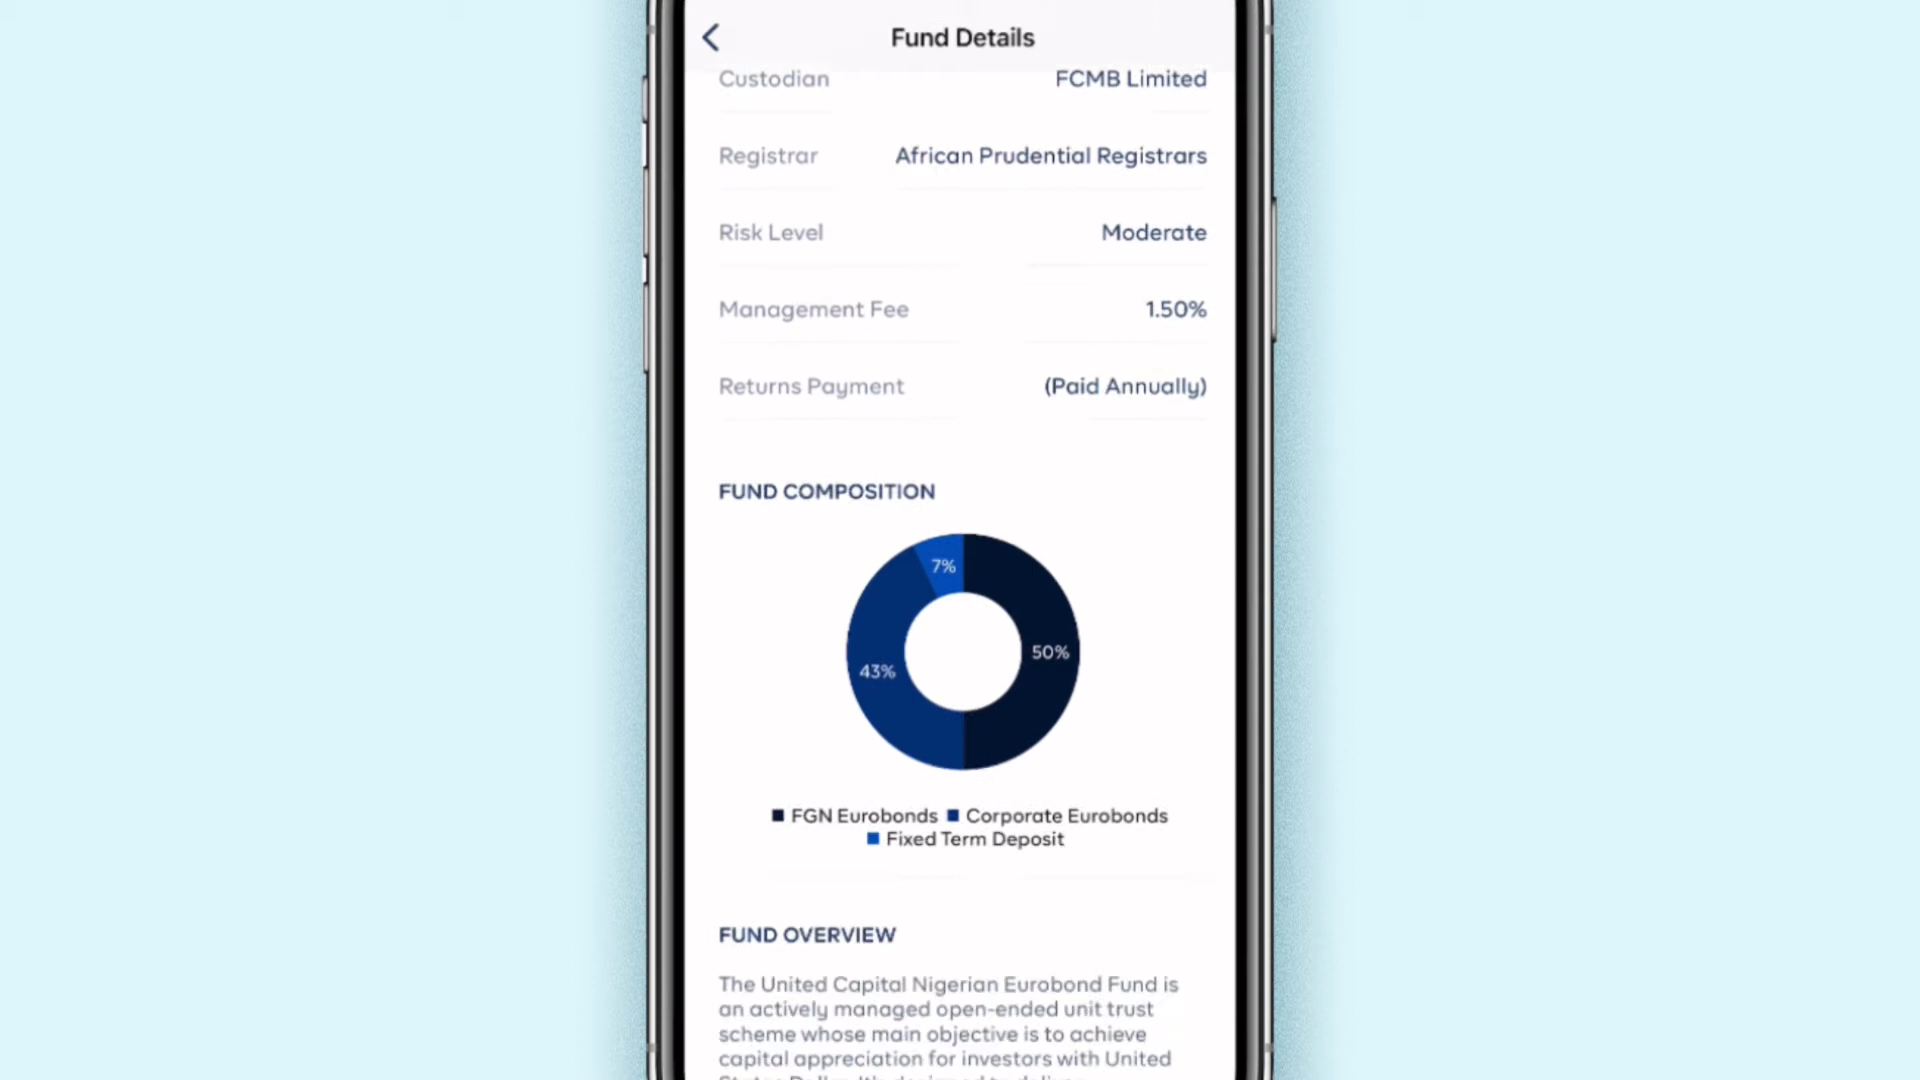 Fund Details
Custodian FCMB Limited
Registrar African Prudential Registrars
Risk Level Moderate
Management Fee 1.50%
Returns Payment (Paid Annually)
FUND COMPOSITION
7%
50%
43%
FGN Eurobonds Corporate Eurobonds
Fixed Term Deposit
FUND OVERVIEW
The United Capital Nigerian Eurobond Fund is
an actively managed open-ended unit trust
scheme whose main objective is to achieve
capital appreciation for investors with United